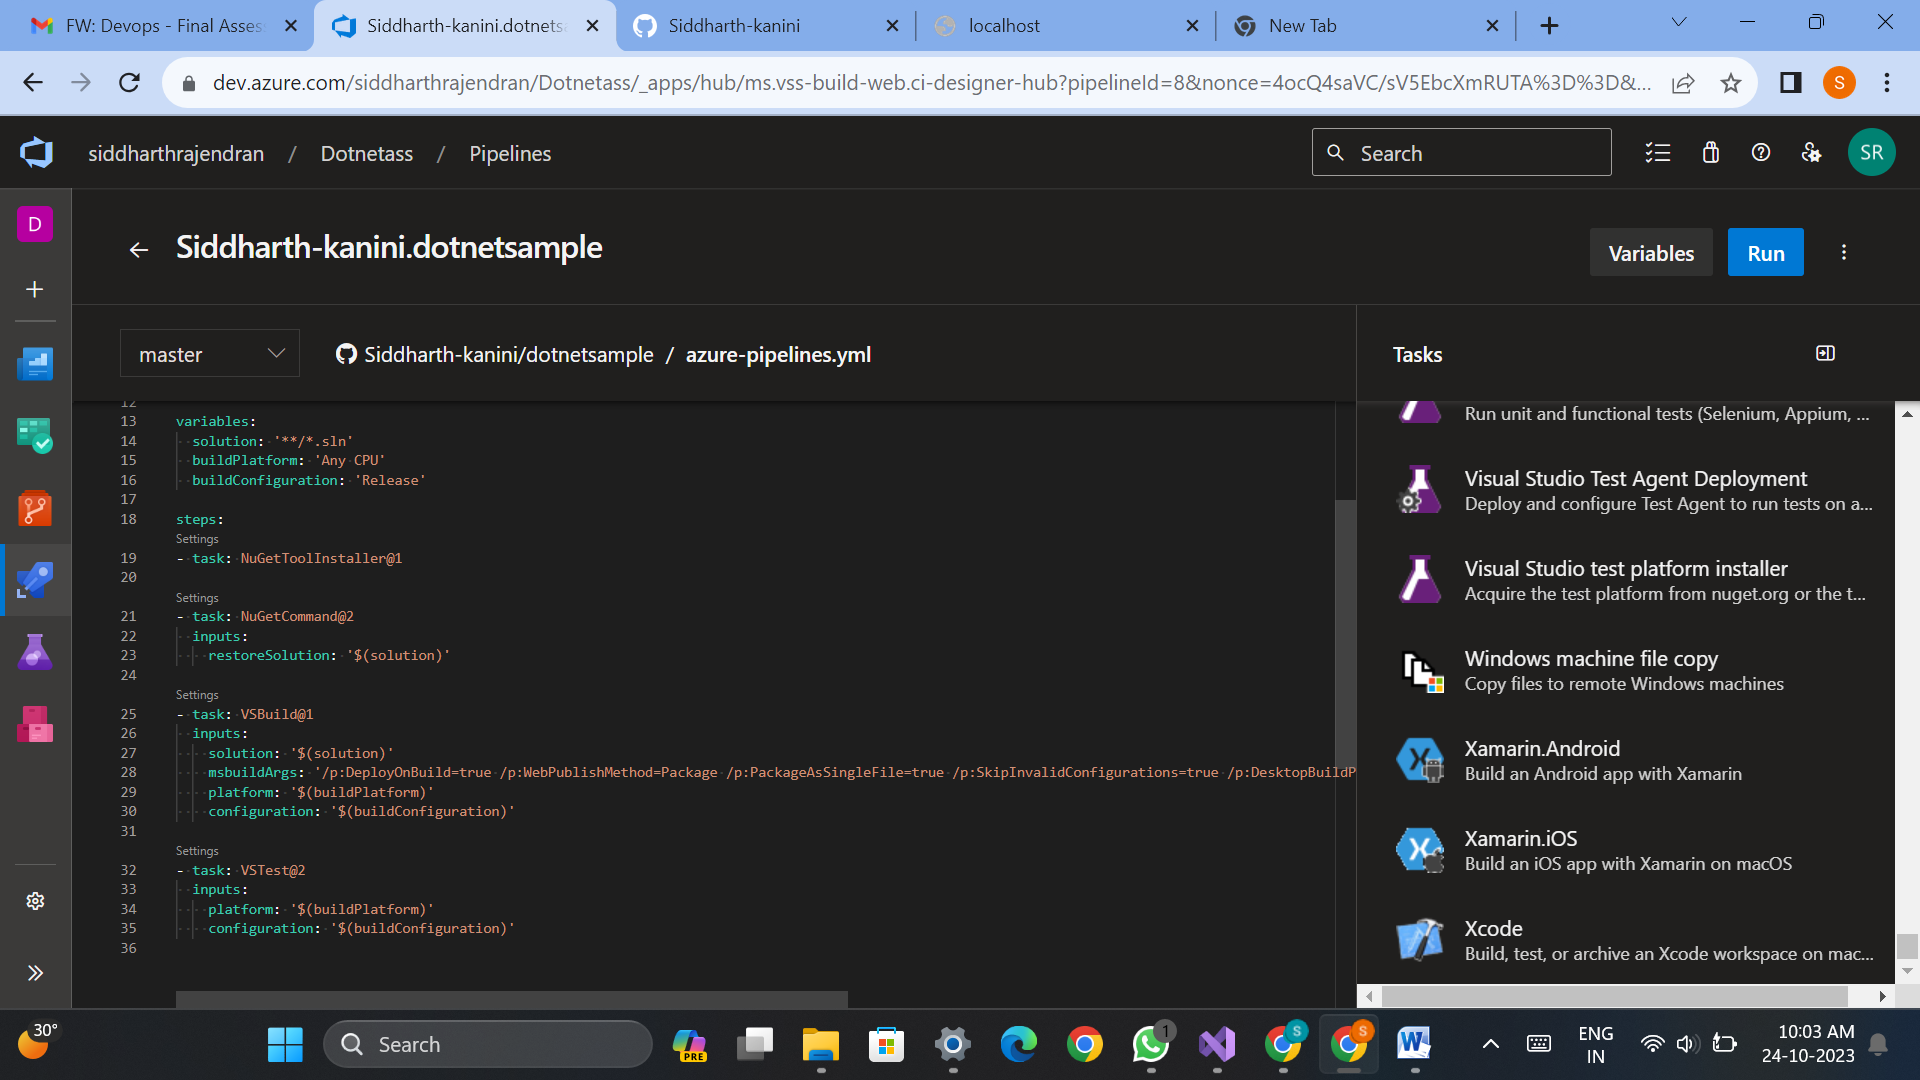 FW: Devops - Final Asses
Siddharth-kanini.dotnets
Siddharth-kanini
localhost
New Tab
dev.azure.com/siddharthrajendran/Dotnetass/_apps/hub/ms.vss-build-web.ci-designer-hub?pipelineId=8&nonce=4ocQ4saVC/sV5EbcXmRUTA%3D%3D&...
S
siddharthrajendran / Dotnetass / Pipelines
Search
SR
D
Siddharth-kanini.dotnetsample
Variables
Run
master
Siddharth-kanini/dotnetsample / azure-pipelines.yml
Tasks
12
13 variables:
14 solution: '**/*.sln'
15 buildPlatform: 'Any CPU'
16 buildConfiguration: 'Release'
17
18 steps:
Settings
19 - task: NuGetToolInstaller@1
20
Settings
21 - task: NuGetCommand@2
22 inputs:
23 restoreSolution: '$(solution)'
24
Settings
25 - task: VSBuild@1
26 inputs:
27 solution: '$(solution)'
28 msbuildArgs: '/p:DeployOnBuild=true /p:WebPublishMethod=Package /p:PackageAsSingleFile=true /p:SkipInvalidConfigurations=true /p:DesktopBuildP
29 platform: '$(buildPlatform)'
30 configuration: '$(buildConfiguration)'
31
Settings
32 - task: VSTest@2
33 inputs:
34 platform: '$(buildPlatform)'
35 configuration: '$(buildConfiguration)'
36
Run unit and functional tests (Selenium, Appium, ...
Visual Studio Test Agent Deployment
Deploy and configure Test Agent to run tests on a...
Visual Studio test platform installer
Acquire the test platform from nuget.org or the t...
Windows machine file copy
Copy files to remote Windows machines
Xamarin.Android
Build an Android app with Xamarin
Xamarin.iOS
Build an iOS app with Xamarin on macOS
Xcode
Build, test, or archive an Xcode workspace on mac...
30°
Search
PRE
1
S
S
ENG
IN
10:03 AM
24-10-2023